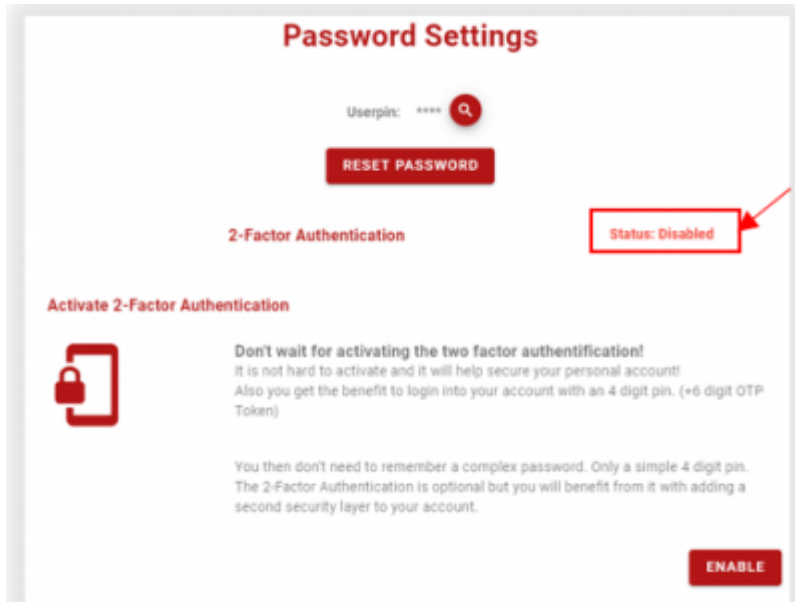 Password Settings
Userpin: ****
RESET PASSWORD
2-Factor Authentication
Status: Disabled
Activate 2-Factor Authentication
Don't wait for activating the two factor authentification!
It is not hard to activate and it will help secure your personal account!
Also you get the benefit to login into your account with an 4 digit pin. (+6 digit OTP
Token)
You then don't need to remember a complex password. Only a simple 4 digit pin.
The 2-Factor Authentication is optional but you will benefit from it with adding a
second security layer to your account.
ENABLE